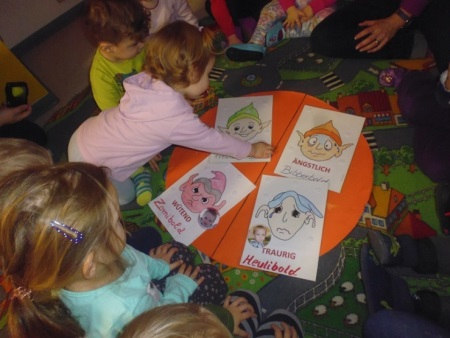 ÄNGSTLICH
Bibberbold
WÜTEND
Zornibold
TRAURIG
Heulibold